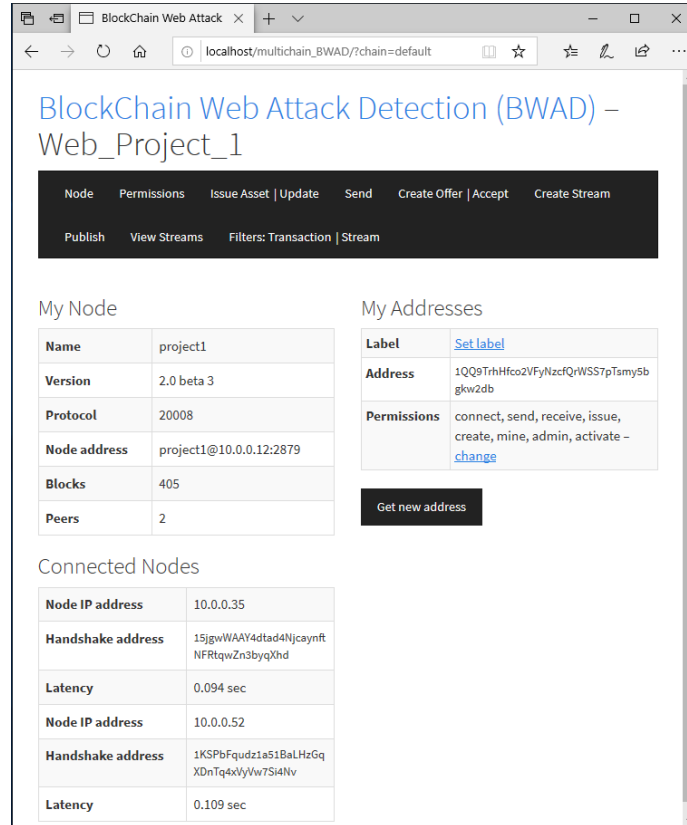 BlockChain Web Attack
localhost/multichain_BWAD/?chain=default
BlockChain Web Attack Detection (BWAD) –
Web_Project_1
Node Permissions Issue Asset | Update Send Create Offer | Accept Create Stream
Publish View Streams Filters: Transaction | Stream
My Node
Name project1
Version 2.0 beta 3
Protocol 20008
Node address project1@10.0.0.12:2879
Blocks 405
Peers 2
My Addresses
Label Set label
Address 1QQ9TrhHfco2VFyNzcfQrWSS7pTsmy5b
gkw2db
Permissions connect, send, receive, issue,
create, mine, admin, activate –
change
Get new address
Connected Nodes
Node IP address 10.0.0.35
Handshake address 15jgwWAAY4dtad4Njcaynft
NFRtqwZn3byqXhd
Latency 0.094 sec
Node IP address 10.0.0.52
Handshake address 1KSPbFqudz1a51BaLHzGq
XDnTq4xVyVw7Si4Nv
Latency 0.109 sec